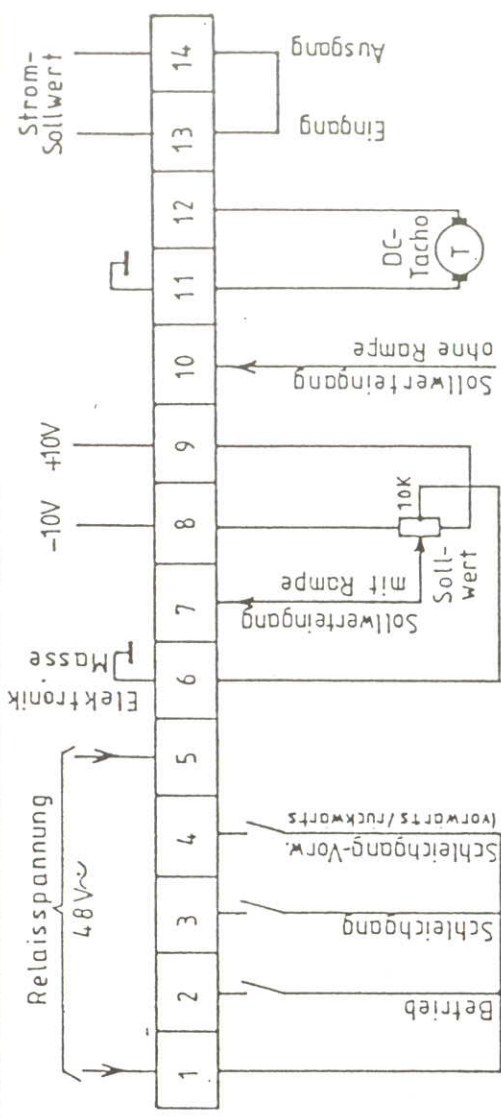 Relaisspannung
48V~
Elektronik
Masse
-10V
+10V
Strom-
Sollwert
1
2
3
4
5
6
7
8
9
10
11
12
13
14
Betrieb
Schleichgang
Schleichgang-Vorw.
(vorwärts/rückwärts
Sollwerteingang
mit Rampe
Soll-
wert
10K
Sollwerteingang
ohne Rampe
DC-
Tacho
T
Eingang
Ausgang